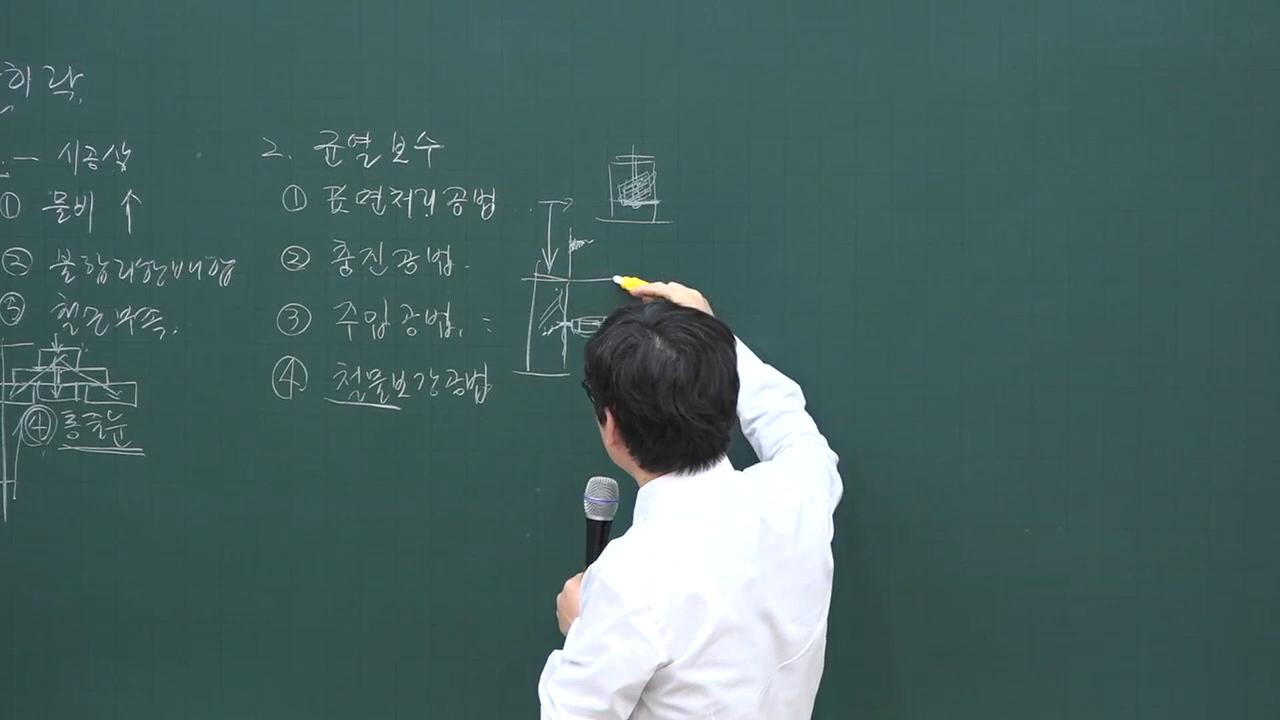 하락
- 시공상
① 물비 ↑
② 불합리한배합
③ 철근부족.
④ 통줄눈
2. 균열보수
① 표면처리공법
② 충진공법.
③ 주입공법. :
④ 철물보강공법